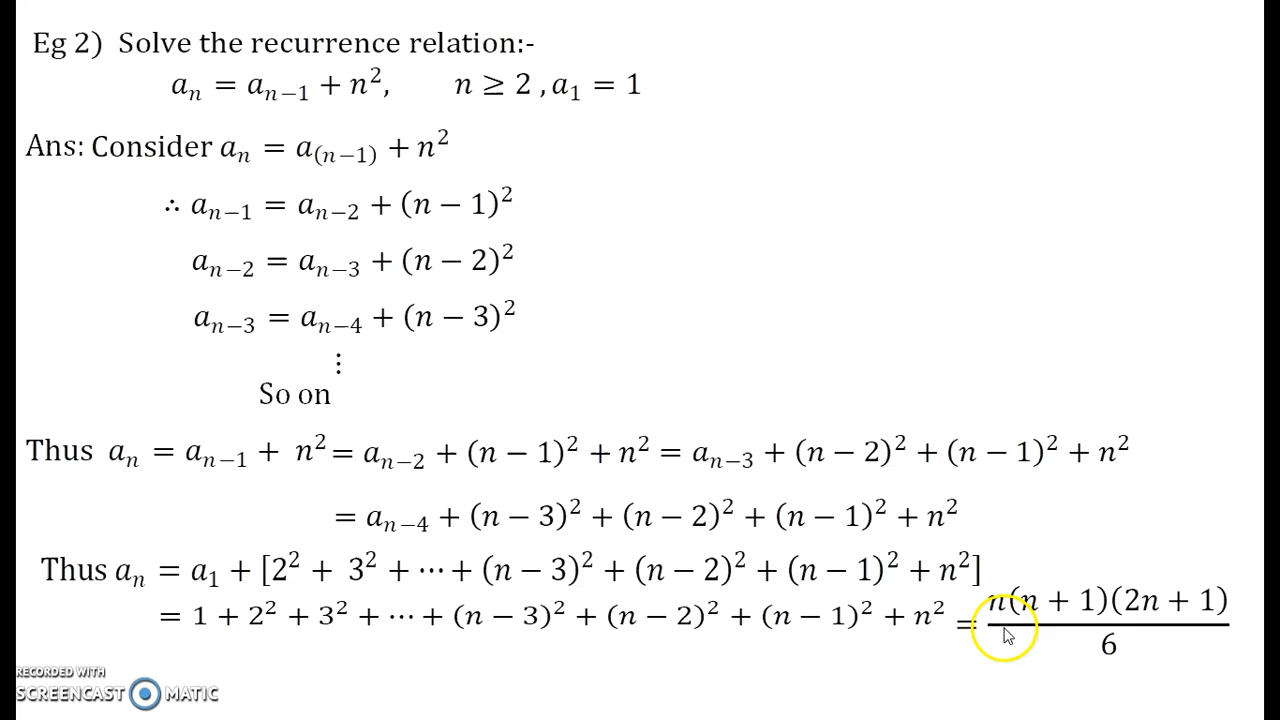 Eg 2) Solve the recurrence relation:-
aₙ = aₙ₋₁ + n², n ≥ 2 , a₁ = 1
Ans: Consider aₙ = a₍ₙ₋₁₎ + n²
∴ aₙ₋₁ = aₙ₋₂ + (n − 1)²
aₙ₋₂ = aₙ₋₃ + (n − 2)²
aₙ₋₃ = aₙ₋₄ + (n − 3)²
⋮
So on
Thus aₙ = aₙ₋₁ + n² = aₙ₋₂ + (n − 1)² + n² = aₙ₋₃ + (n − 2)² + (n − 1)² + n²
= aₙ₋₄ + (n − 3)² + (n − 2)² + (n − 1)² + n²
Thus aₙ = a₁ + [2² + 3² + ⋯ + (n − 3)² + (n − 2)² + (n − 1)² + n²]
= 1 + 2² + 3² + ⋯ + (n − 3)² + (n − 2)² + (n − 1)² + n² = n(n + 1)(2n + 1)
6
RECORDED WITH
SCREENCAST MATIC